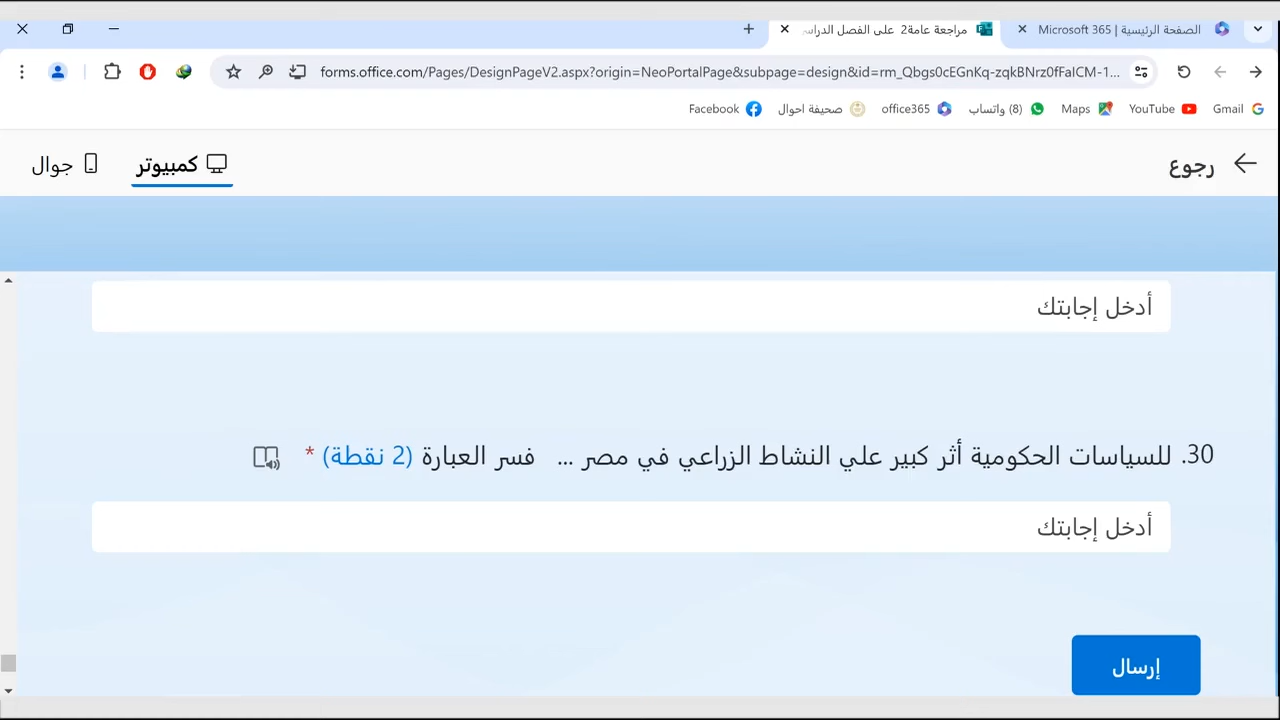 مراجعة عامة2 على الفصل الدراس
الصفحة الرئيسية | Microsoft 365
forms.office.com/Pages/DesignPageV2.aspx?origin=NeoPortalPage&subpage=design&id=rm_Qbgs0cEGnKq-zqkBNrz0fFaICM-1...
Gmail
YouTube
Maps
(8) واتساب
office365
صحيفة احوال
Facebook
رجوع
كمبيوتر
جوال
أدخل إجابتك
30. للسياسات الحكومية أثر كبير علي النشاط الزراعي في مصر ... فسر العبارة (2 نقطة) *
أدخل إجابتك
إرسال